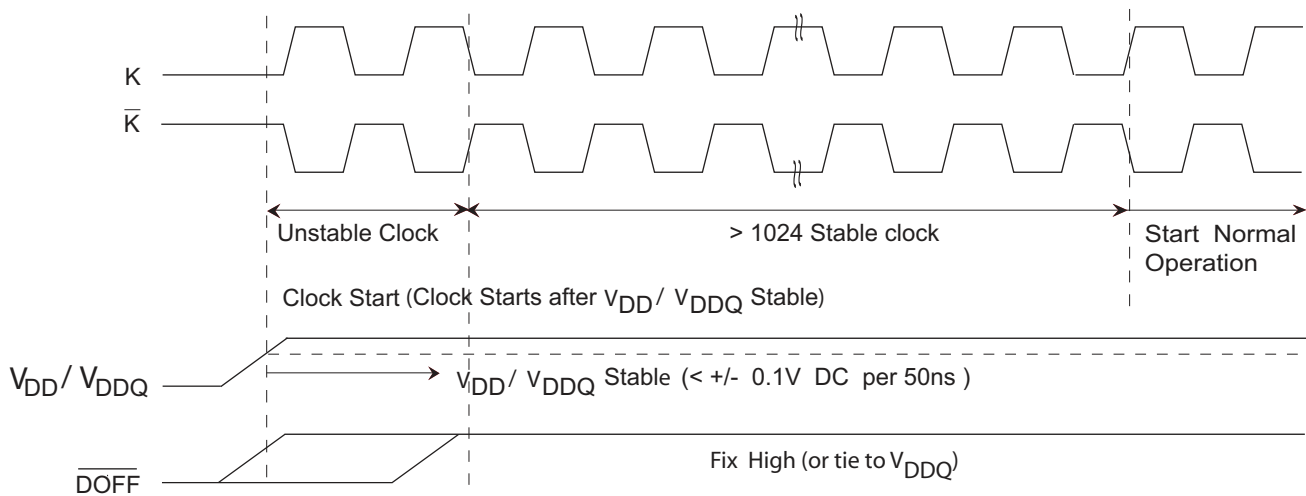 K
K̅
Unstable Clock
> 1024 Stable clock
Start Normal
Operation
Clock Start (Clock Starts after VDD / VDDQ Stable)
VDD / VDDQ
VDD / VDDQ Stable (< +/- 0.1V DC per 50ns )
D̅O̅F̅F̅
Fix High (or tie to VDDQ)